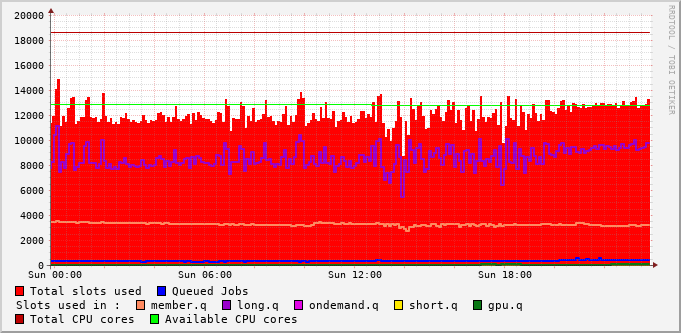 RRDTOOL / TOBI OETIKER
20000
18000
16000
14000
12000
10000
8000
6000
4000
2000
0
Sun 00:00 Sun 06:00 Sun 12:00 Sun 18:00
Total slots used Queued Jobs
Slots used in : member.q long.q ondemand.q short.q gpu.q
Total CPU cores Available CPU cores